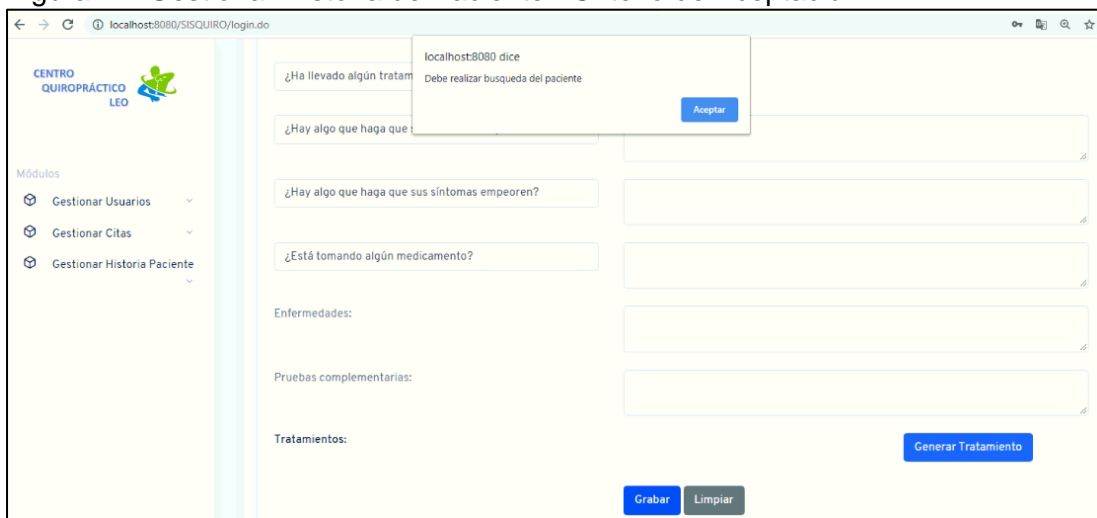 localhost:8080/SISQUIRO/login.do
localhost:8080 dice
Debe realizar busqueda del paciente
Aceptar
CENTRO
QUIROPRÁCTICO
LEO
Módulos
Gestionar Usuarios
Gestionar Citas
Gestionar Historia Paciente
¿Ha llevado algún
¿Hay algo que haga que
¿Hay algo que haga que sus síntomas empeoren?
¿Está tomando algún medicamento?
Enfermedades:
Pruebas complementarias:
Tratamientos:
Generar Tratamiento
Grabar
Limpiar